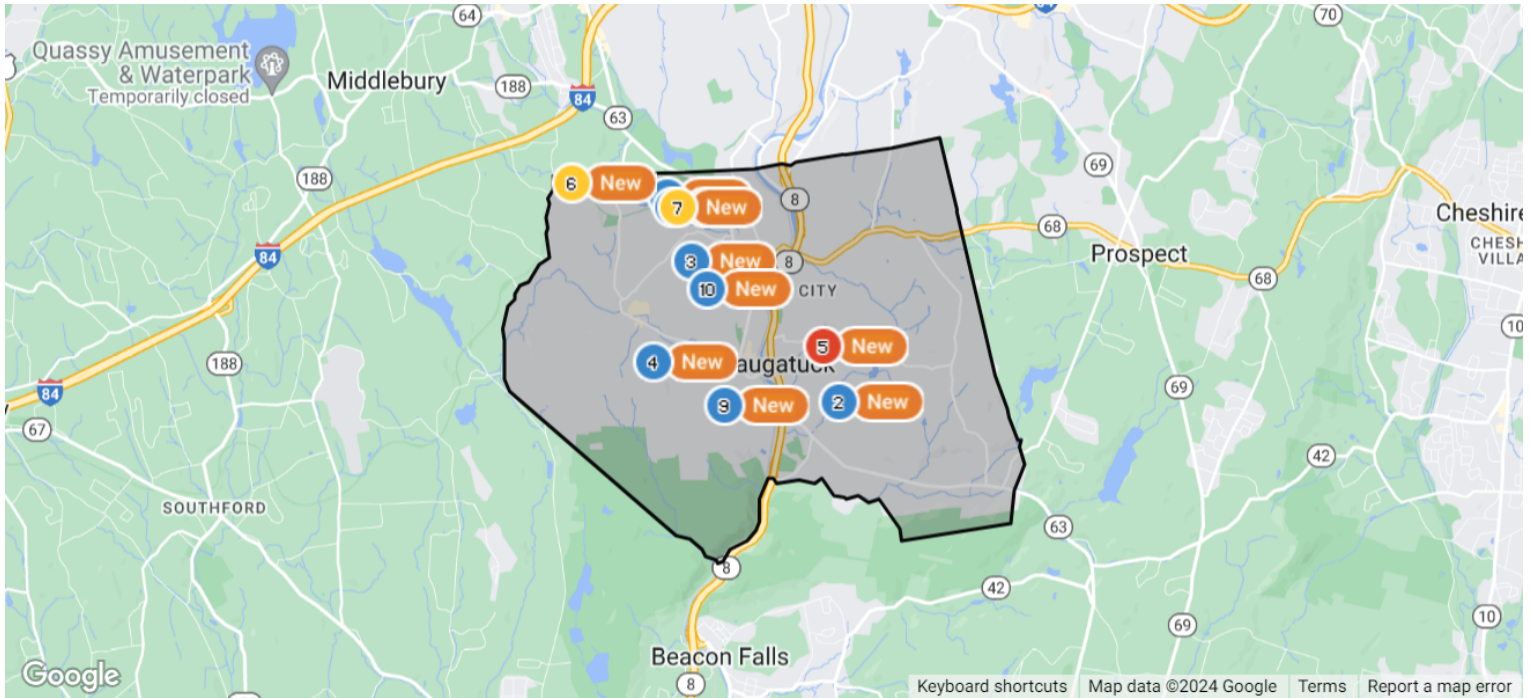 64
84
70
Quassy Amusement
& Waterpark
Temporarily closed
Middlebury
188
84
63
69
188
6 New
7 New
8
Cheshire
CHESH
VILLA
68
68
Prospect
68
84
3 New
8
10 New
CITY
10
5 New
4 New
augatuck
188
84
69
9 New
2 New
67
42
SOUTHFORD
63
8
42
10
69
Beacon Falls
8
8
Google
Keyboard shortcuts
Map data ©2024 Google
Terms
Report a map error